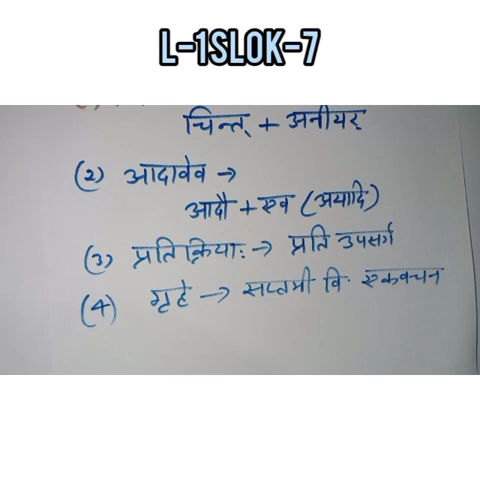 L-1SLOK-7
चिन्त् + अनीयर्
(2) आदावेव →
आदौ + एव (अयादि)
(3) प्रतिक्रिया: → प्रति उपसर्ग
(4) गृहे → सप्तमी वि· एकवचन